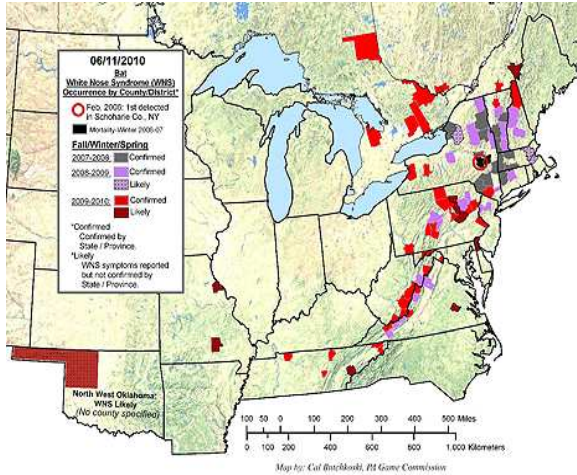 06/11/2010
Bat
White Nose Syndrome (WNS)
Occurrence by County/District*
Feb. 2006: 1st detected
in Schoharie Co., NY
Mortality-Winter 2006-07
Fall/Winter/Spring
2007-2008 Confirmed
2008-2009 Confirmed
Likely
2009-2010: Confirmed
Likely
*Confirmed
Confirmed by
State / Province.
*Likely
WNS symptoms reported
but not confirmed by
State / Province.
North West Oklahoma:
WNS Likely
(No county specified)
100 50 0 100 200 300 400 500 Miles
100 0 200 400 600 800 1,000 Kilometers
Map by: Cal Butchkoski, PA Game Commission